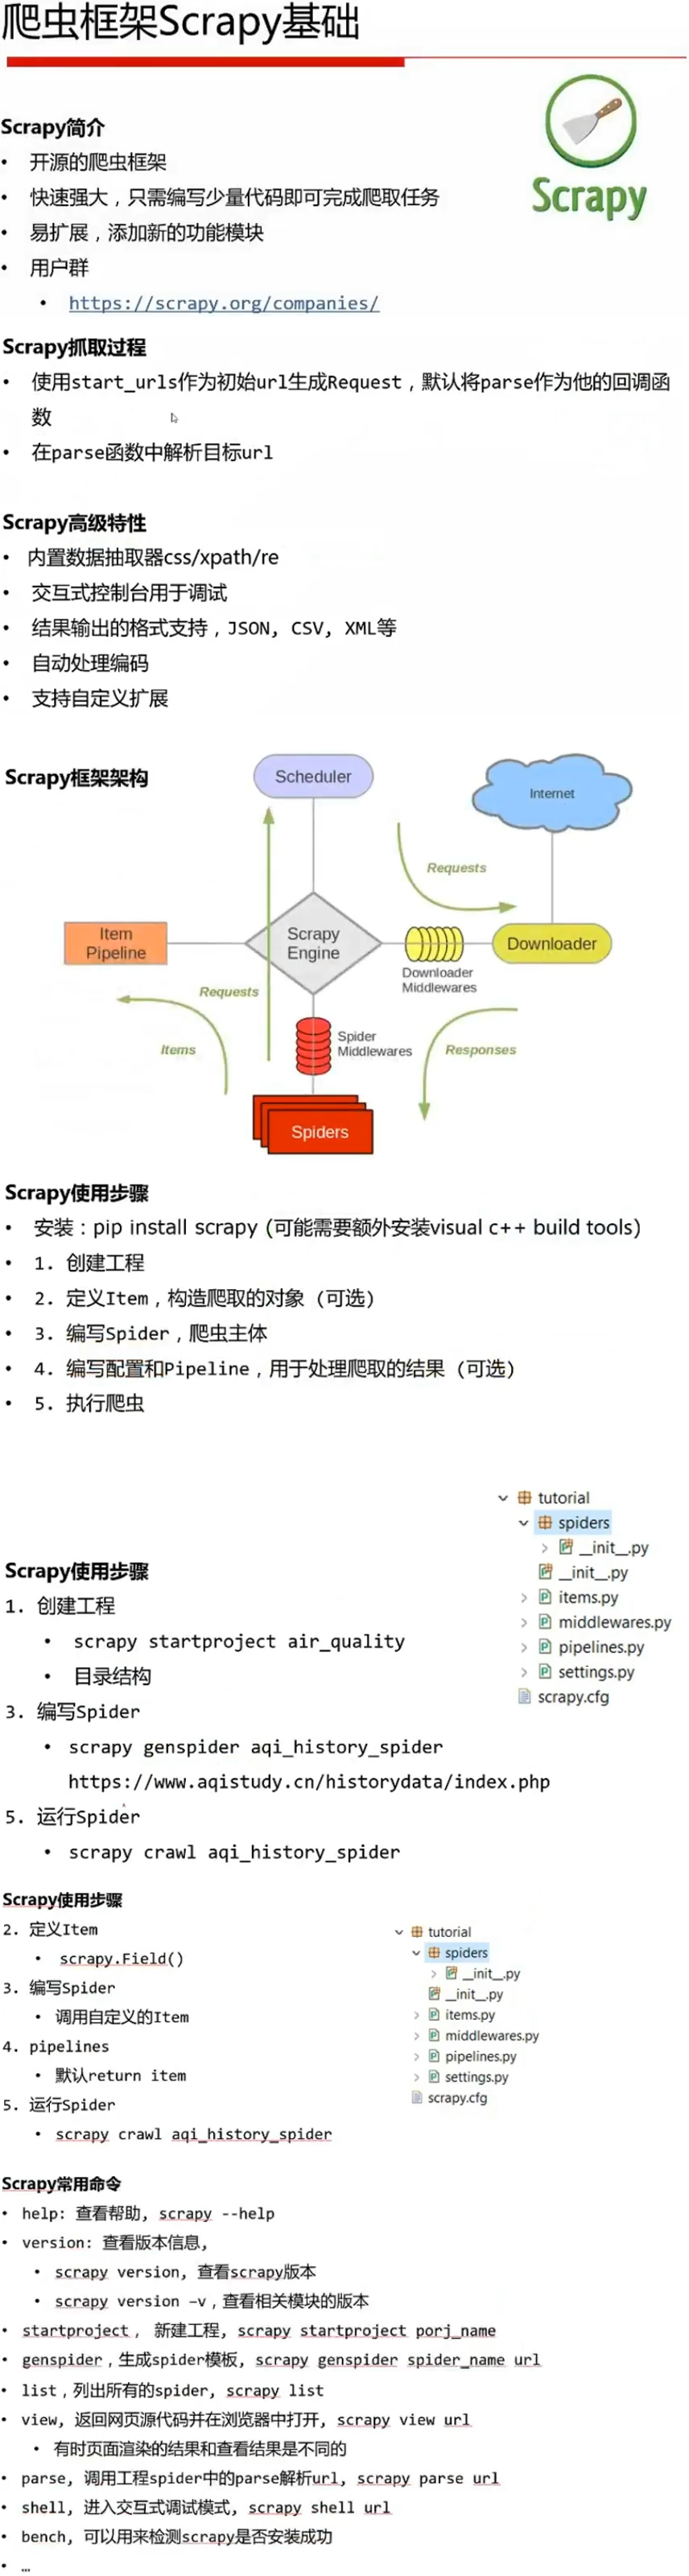 爬虫框架Scrapy基础
Scrapy
Scrapy简介
• 开源的爬虫框架
• 快速强大，只需编写少量代码即可完成爬取任务
• 易扩展，添加新的功能模块
• 用户群
• https://scrapy.org/companies/
Scrapy抓取过程
• 使用start_urls作为初始url生成Request，默认将parse作为他的回调函
数
• 在parse函数中解析目标url
Scrapy高级特性
• 内置数据抽取器css/xpath/re
• 交互式控制台用于调试
• 结果输出的格式支持，JSON, CSV, XML等
• 自动处理编码
• 支持自定义扩展
Scrapy框架架构
Scheduler
Internet
Requests
Item
Pipeline
Scrapy
Engine
Downloader
Downloader
Middlewares
Requests
Items
Spider
Middlewares
Responses
Spiders
Scrapy使用步骤
• 安装：pip install scrapy (可能需要额外安装visual c++ build tools)
• 1. 创建工程
• 2. 定义Item，构造爬取的对象（可选）
• 3. 编写Spider，爬虫主体
• 4. 编写配置和Pipeline，用于处理爬取的结果（可选）
• 5. 执行爬虫
tutorial
spiders
__init__.py
__init__.py
items.py
middlewares.py
pipelines.py
settings.py
scrapy.cfg
Scrapy使用步骤
1. 创建工程
• scrapy startproject air_quality
• 目录结构
3. 编写Spider
• scrapy genspider aqi_history_spider
https://www.aqistudy.cn/historydata/index.php
5. 运行Spider
• scrapy crawl aqi_history_spider
Scrapy使用步骤
2. 定义Item
• scrapy.Field()
3. 编写Spider
• 调用自定义的Item
4. pipelines
• 默认return item
5. 运行Spider
• scrapy crawl aqi_history_spider
tutorial
spiders
__init__.py
__init__.py
items.py
middlewares.py
pipelines.py
settings.py
scrapy.cfg
Scrapy常用命令
• help: 查看帮助, scrapy --help
• version: 查看版本信息,
• scrapy version, 查看scrapy版本
• scrapy version –v，查看相关模块的版本
• startproject, 新建工程, scrapy startproject porj_name
• genspider，生成spider模板, scrapy genspider spider_name url
• list，列出所有的spider, scrapy list
• view, 返回网页源代码并在浏览器中打开, scrapy view url
• 有时页面渲染的结果和查看结果是不同的
• parse, 调用工程spider中的parse解析url, scrapy parse url
• shell, 进入交互式调试模式, scrapy shell url
• bench, 可以用来检测scrapy是否安装成功
• …